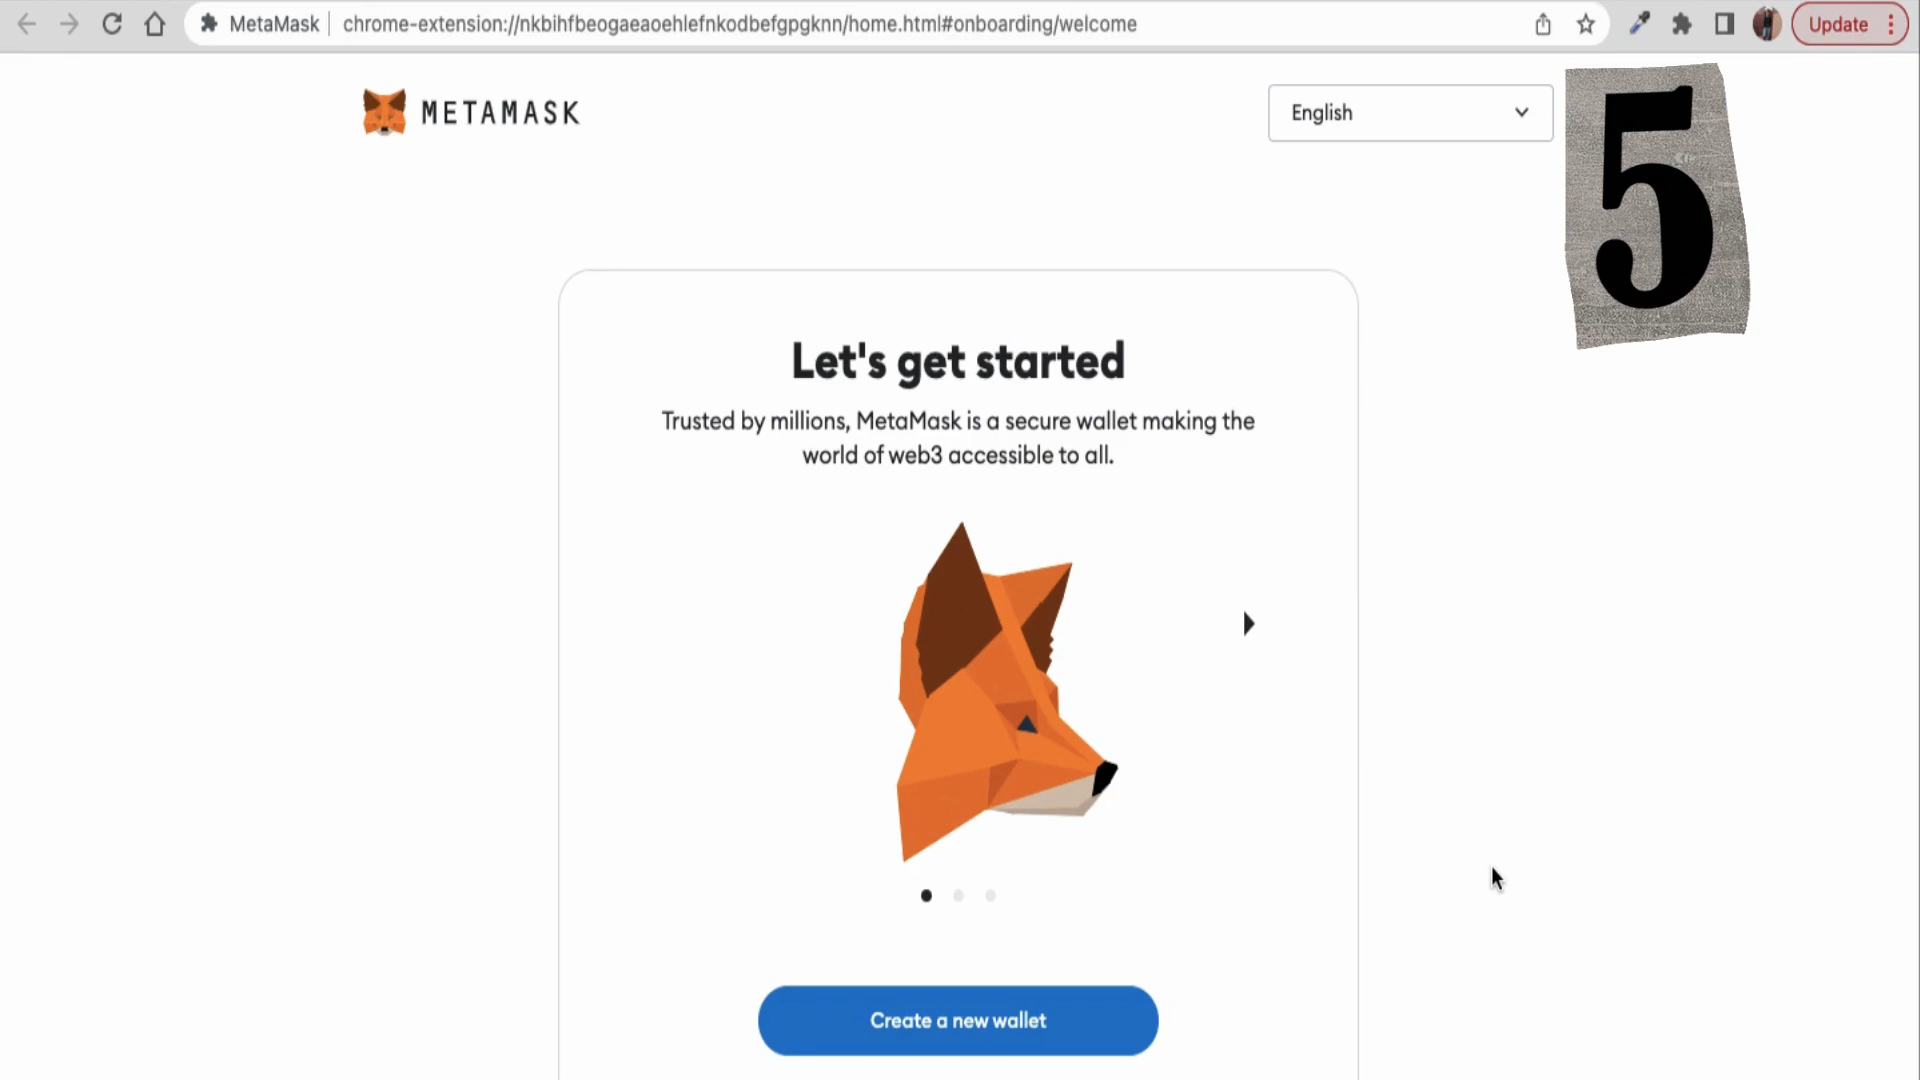 MetaMask
chrome-extension://nkbihfbeogaeaoehlefnkodbefgpgknn/home.html#onboarding/welcome
Update
METAMASK
English
5
Let's get started
Trusted by millions, MetaMask is a secure wallet making the
world of web3 accessible to all.
Create a new wallet